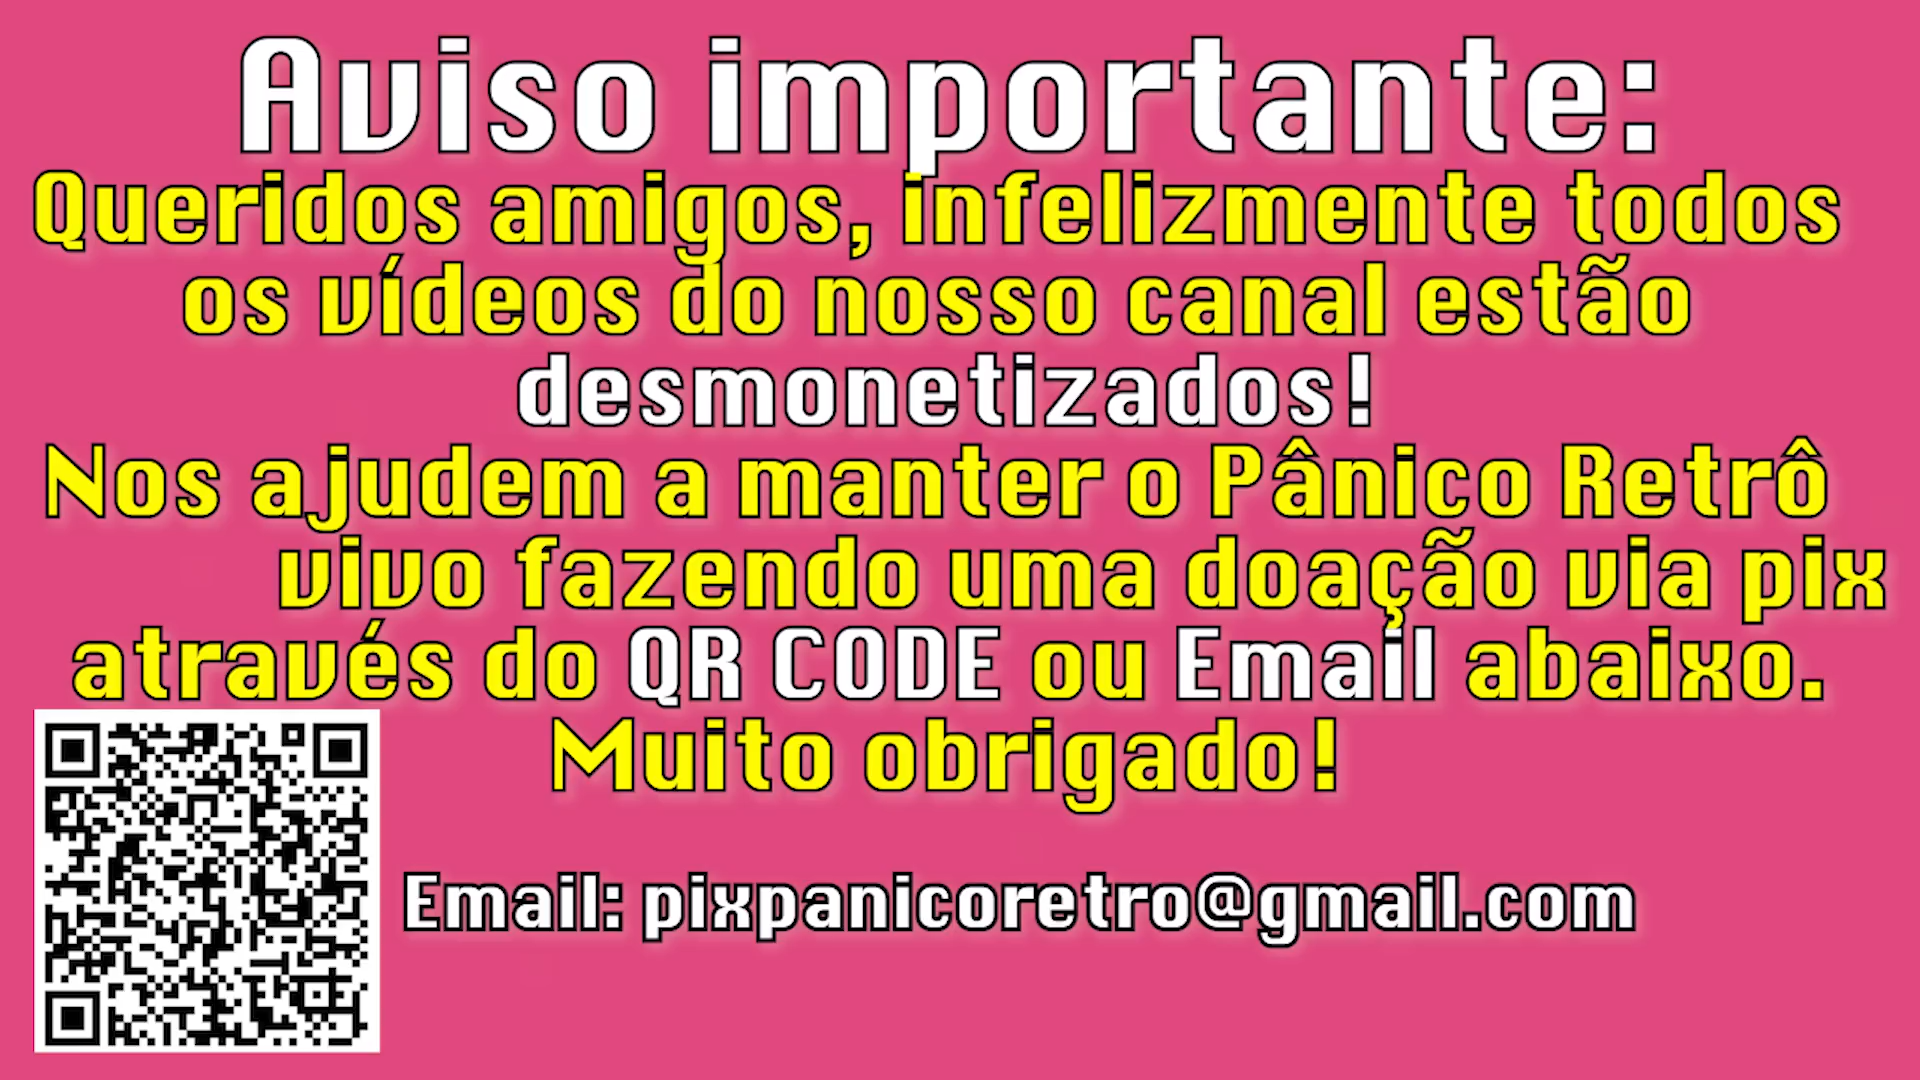 Aviso importante:
Queridos amigos, infelizmente todos
os vídeos do nosso canal estão
desmonetizados!
Nos ajudem a manter o Pânico Retrô
vivo fazendo uma doação via pix
através do QR CODE ou Email abaixo.
Muito obrigado!
Email: pixpanicoretro@gmail.com